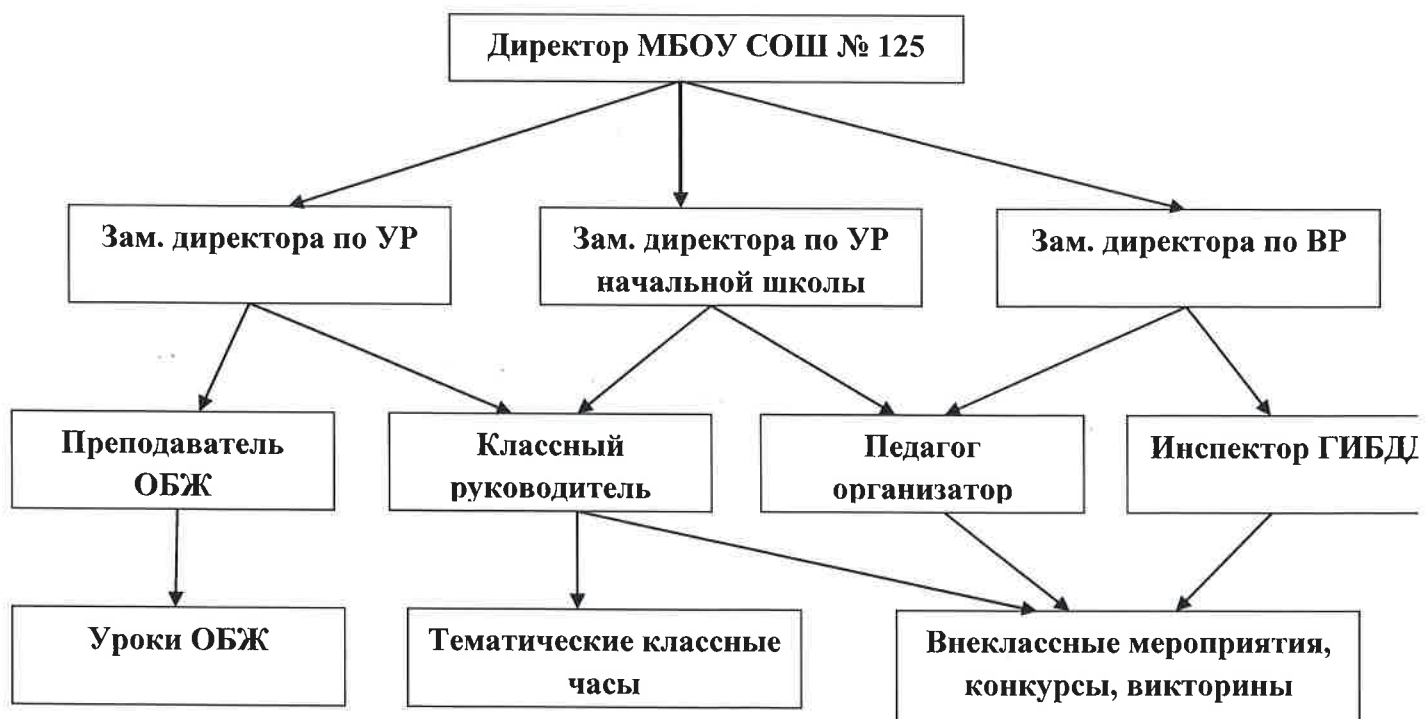 Директор МБОУ СОШ № 125
Зам. директора по УР
Зам. директора по УР
начальной школы
Зам. директора по ВР
Преподаватель
ОБЖ
Классный
руководитель
Педагог
организатор
Инспектор ГИБДД
Уроки ОБЖ
Тематические классные
часы
Внеклассные мероприятия,
конкурсы, викторины